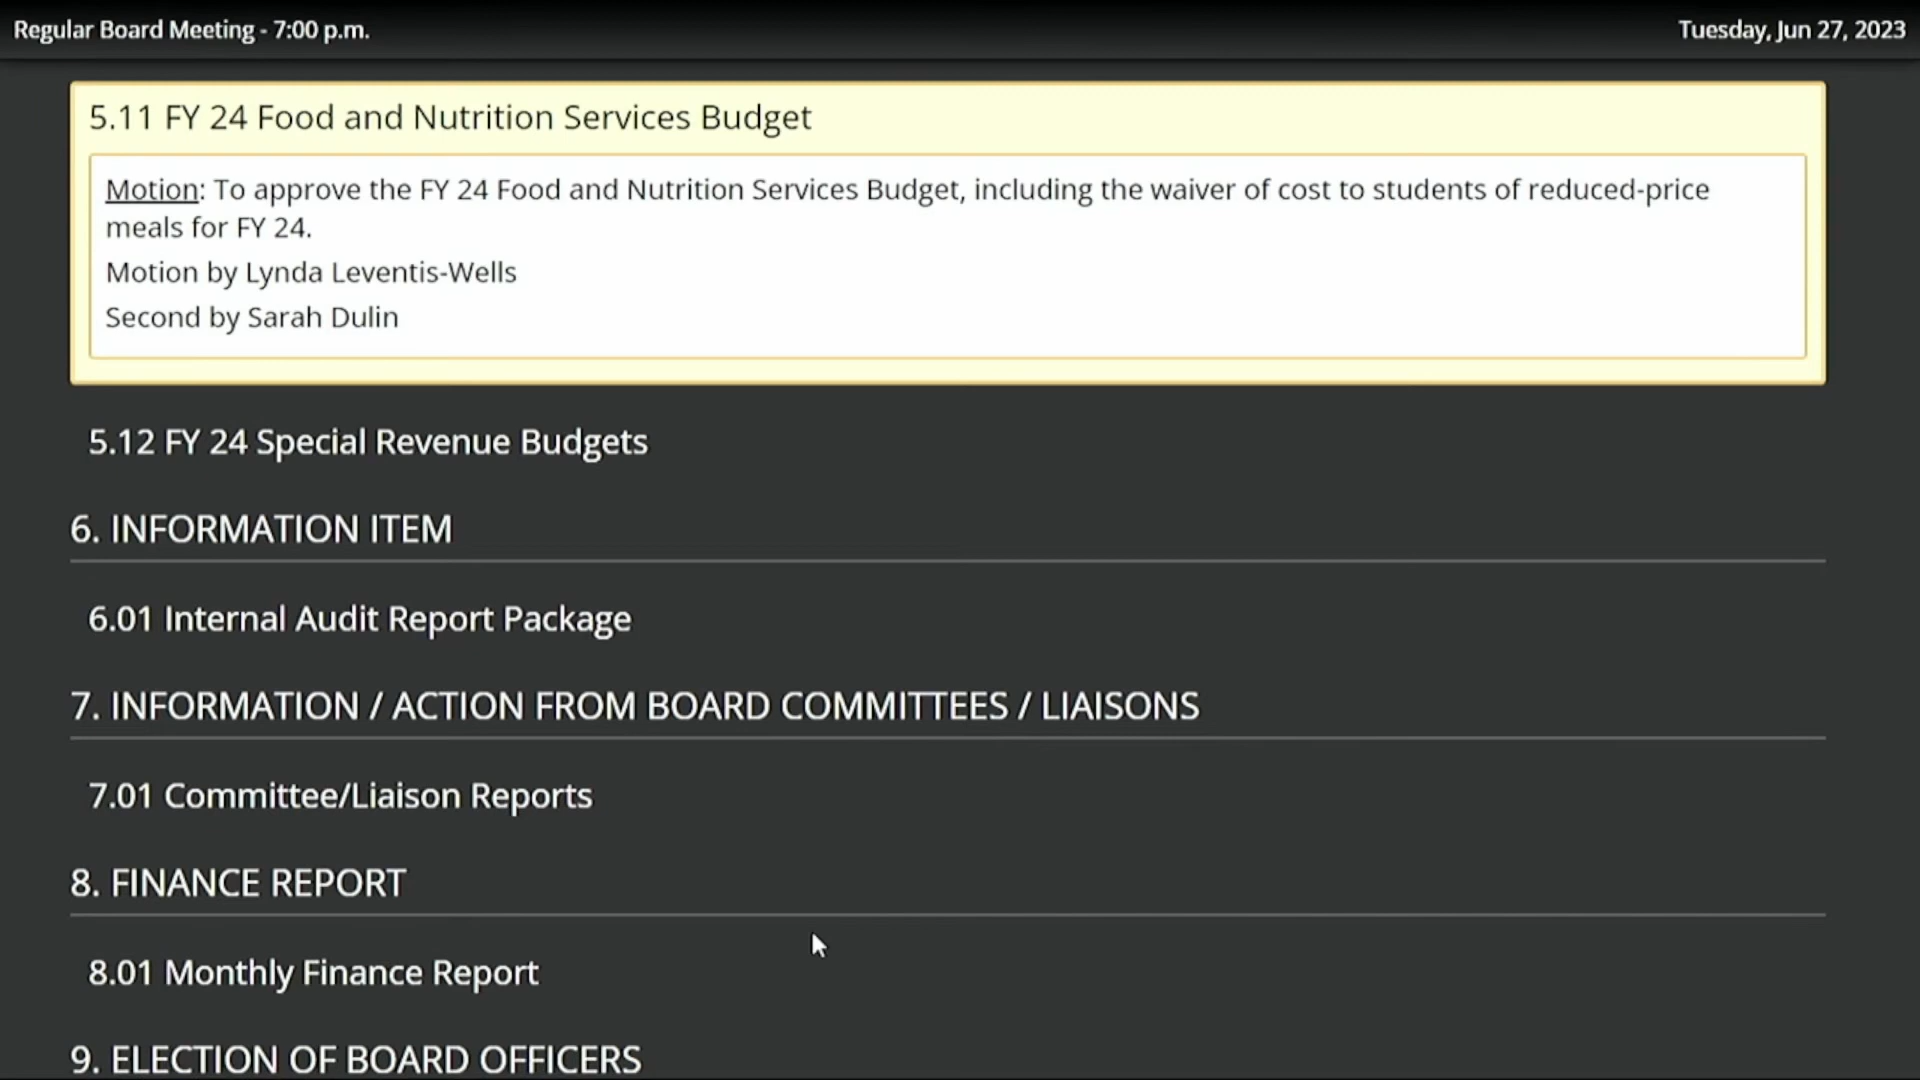 Regular Board Meeting - 7:00 p.m.
Tuesday, Jun 27, 2023
5.11 FY 24 Food and Nutrition Services Budget
Motion: To approve the FY 24 Food and Nutrition Services Budget, including the waiver of cost to students of reduced-price
meals for FY 24.
Motion by Lynda Leventis-Wells
Second by Sarah Dulin
5.12 FY 24 Special Revenue Budgets
6. INFORMATION ITEM
6.01 Internal Audit Report Package
7. INFORMATION / ACTION FROM BOARD COMMITTEES / LIAISONS
7.01 Committee/Liaison Reports
8. FINANCE REPORT
8.01 Monthly Finance Report
9. ELECTION OF BOARD OFFICERS